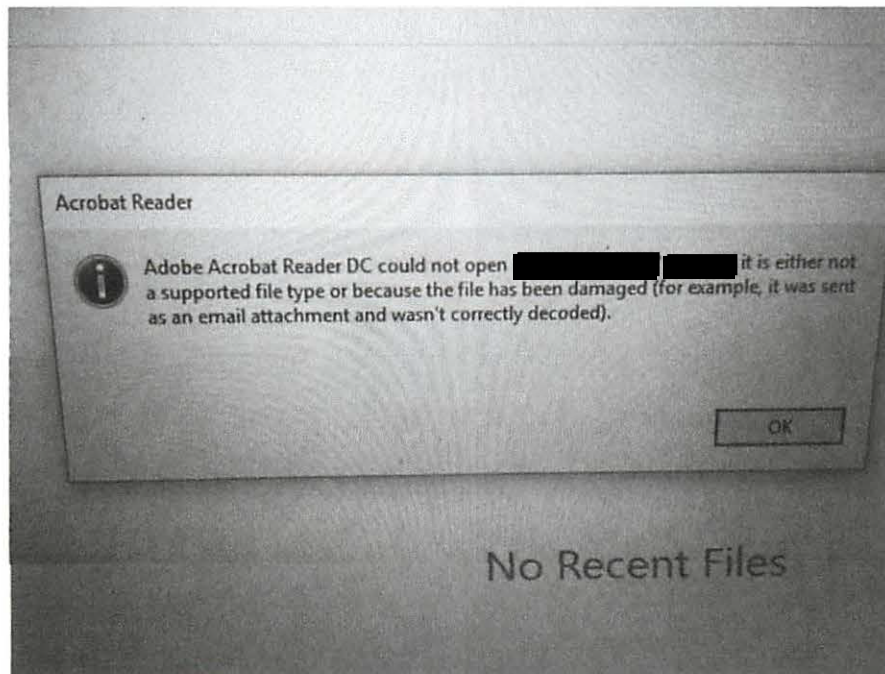 Acrobat Reader
Adobe Acrobat Reader DC could not open it is either not
a supported file type or because the file has been damaged (for example, it was sent
as an email attachment and wasn't correctly decoded).
OK
No Recent Files